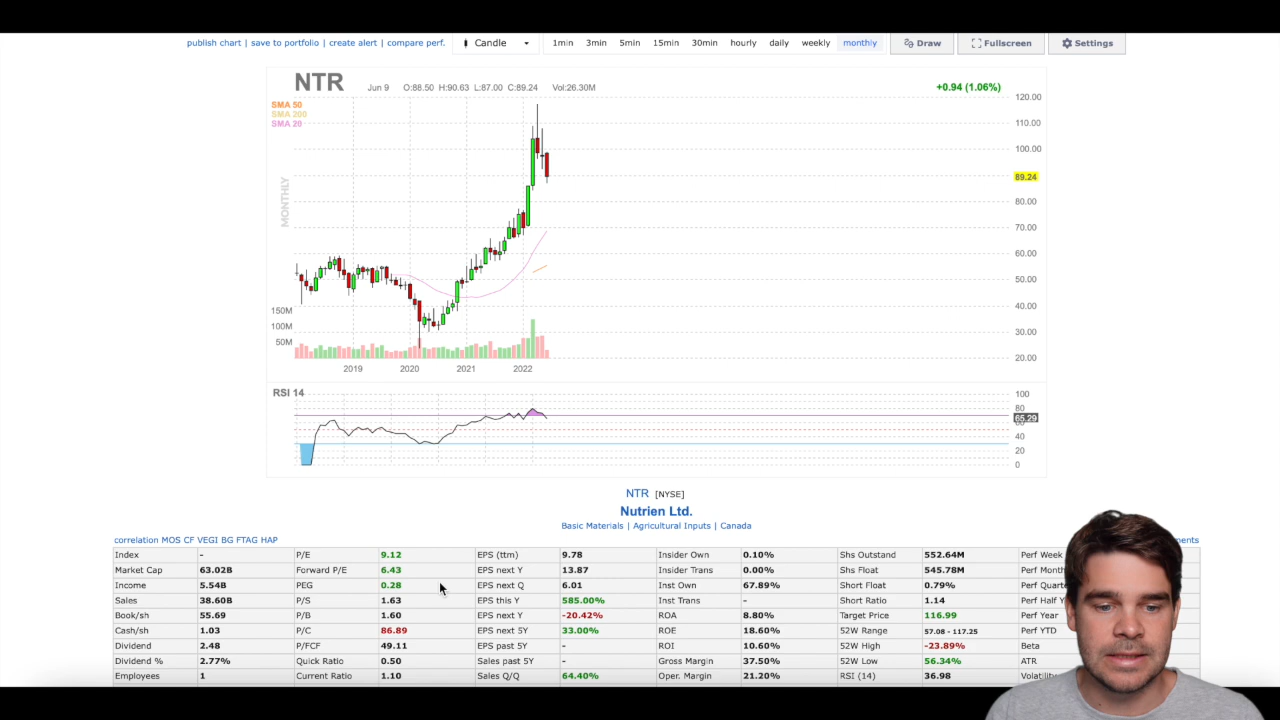 publish chart | save to portfolio | create alert | compare perf. Candle 1min 3min 5min 15min 30min hourly daily weekly monthly Draw Fullscreen Settings
NTR Jun 9 O:88.50 H:90.63 L:87.00 C:89.24 Vol:26.30M +0.94 (1.06%)
SMA 50
SMA 200
SMA 20
MONTHLY
120.00
110.00
100.00
89.24
80.00
70.00
60.00
50.00
40.00
30.00
20.00
150M
100M
50M
2019 2020 2021 2022
RSI 14
100
80
65.29
40
20
0
NTR [NYSE]
Nutrien Ltd.
Basic Materials | Agricultural Inputs | Canada
correlation MOS CF VEGI BG FTAG HAP
Index - P/E 9.12 EPS (ttm) 9.78 Insider Own 0.10% Shs Outstand 552.64M Perf Week
Market Cap 63.02B Forward P/E 6.43 EPS next Y 13.87 Insider Trans 0.00% Shs Float 545.78M Perf Month
Income 5.54B PEG 0.28 EPS next Q 6.01 Inst Own 67.89% Short Float 0.79% Perf Quart
Sales 38.60B P/S 1.63 EPS this Y 585.00% Inst Trans - Short Ratio 1.14 Perf Half Y
Book/sh 55.69 P/B 1.60 EPS next Y -20.42% ROA 8.80% Target Price 116.99 Perf Year
Cash/sh 1.03 P/C 86.89 EPS next 5Y 33.00% ROE 18.60% 52W Range 57.08 - 117.25 Perf YTD
Dividend 2.48 P/FCF 49.11 EPS past 5Y - ROI 10.60% 52W High -23.89% Beta
Dividend % 2.77% Quick Ratio 0.50 Sales past 5Y - Gross Margin 37.50% 52W Low 56.34% ATR
Employees 1 Current Ratio 1.10 Sales Q/Q 64.40% Oper. Margin 21.20% RSI (14) 36.98